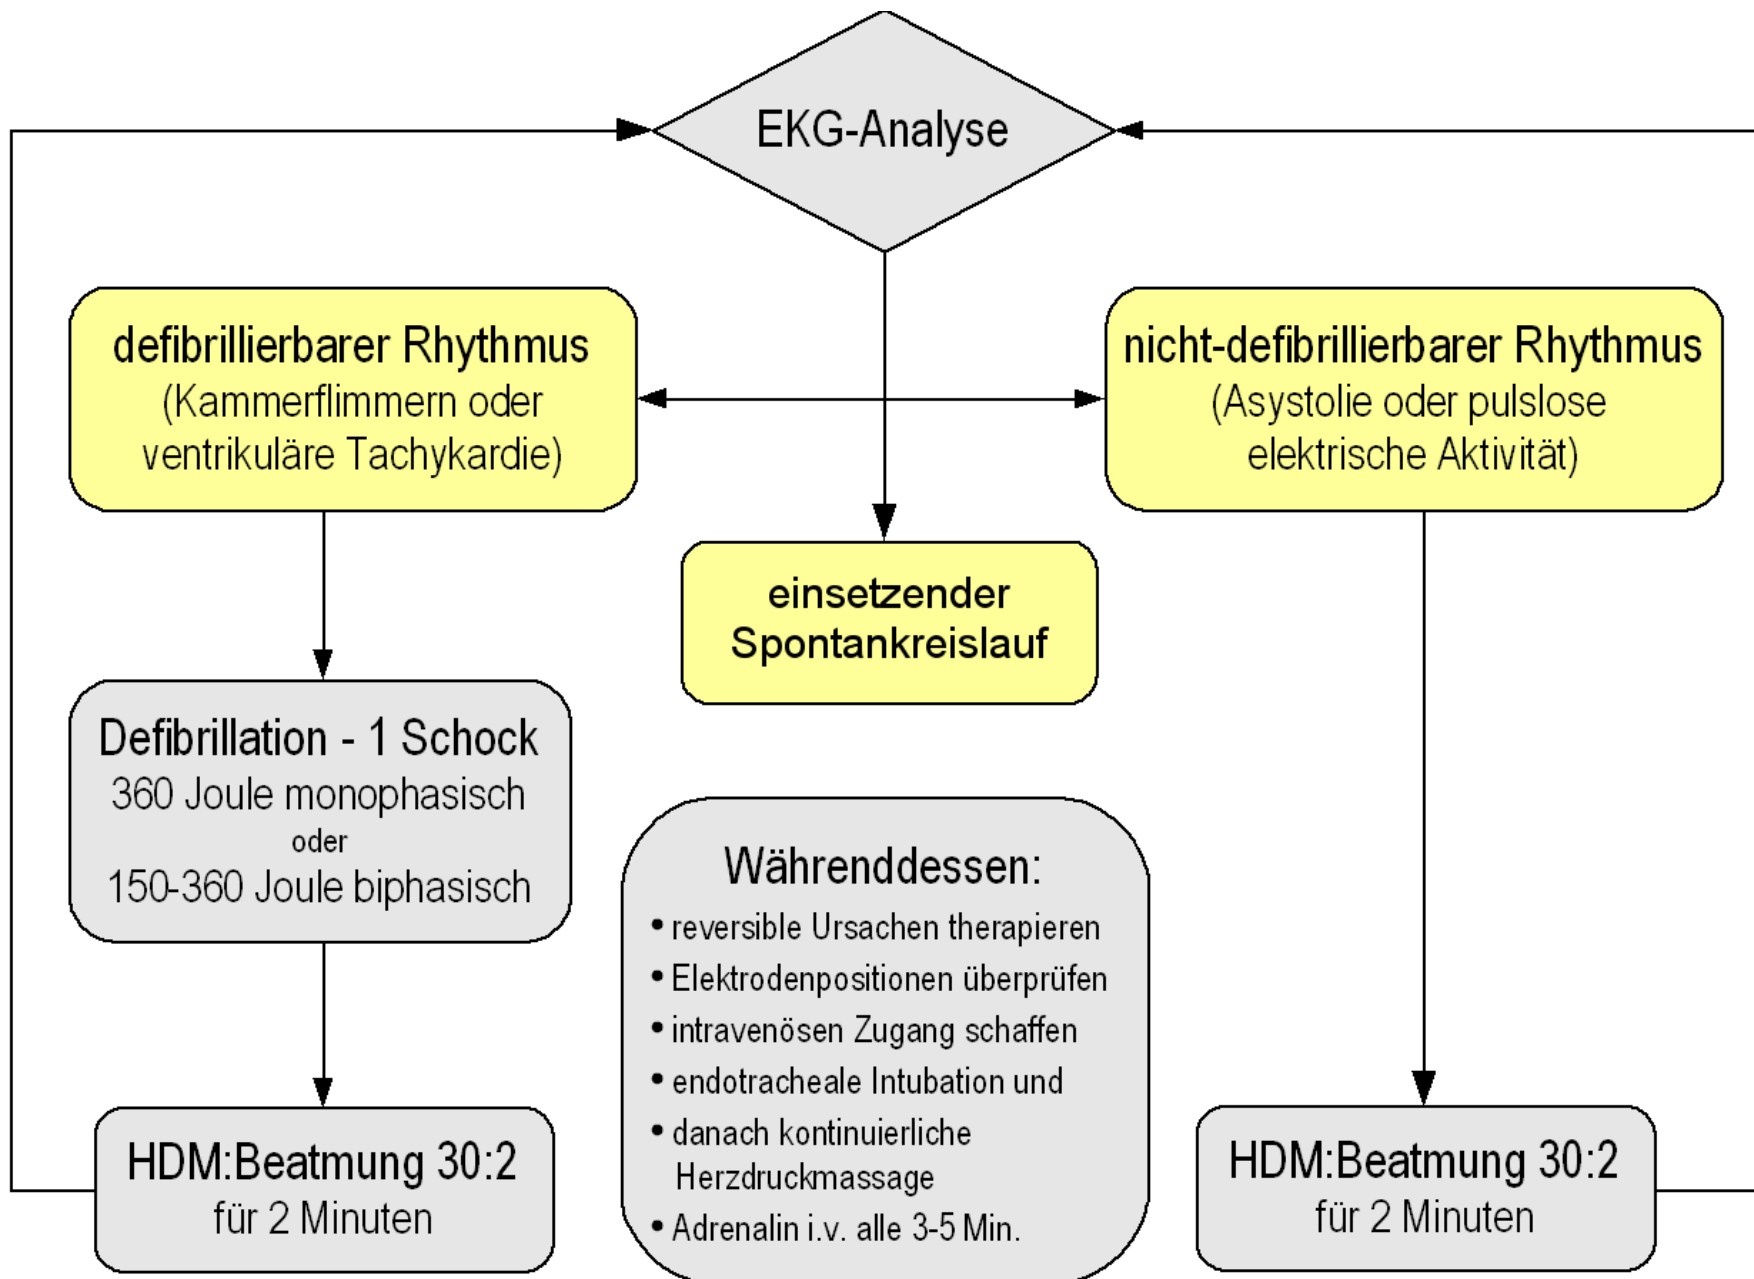 EKG-Analyse
defibrillierbarer Rhythmus
(Kammerflimmern oder
ventrikuläre Tachykardie)
nicht-defibrillierbarer Rhythmus
(Asystolie oder pulslose
elektrische Aktivität)
einsetzender
Spontankreislauf
Defibrillation - 1 Schock
360 Joule monophasisch
oder
150-360 Joule biphasisch
Währenddessen:
• reversible Ursachen therapieren
• Elektrodenpositionen überprüfen
• intravenösen Zugang schaffen
• endotracheale Intubation und
• danach kontinuierliche
Herzdruckmassage
• Adrenalin i.v. alle 3-5 Min.
HDM:Beatmung 30:2
für 2 Minuten
HDM:Beatmung 30:2
für 2 Minuten